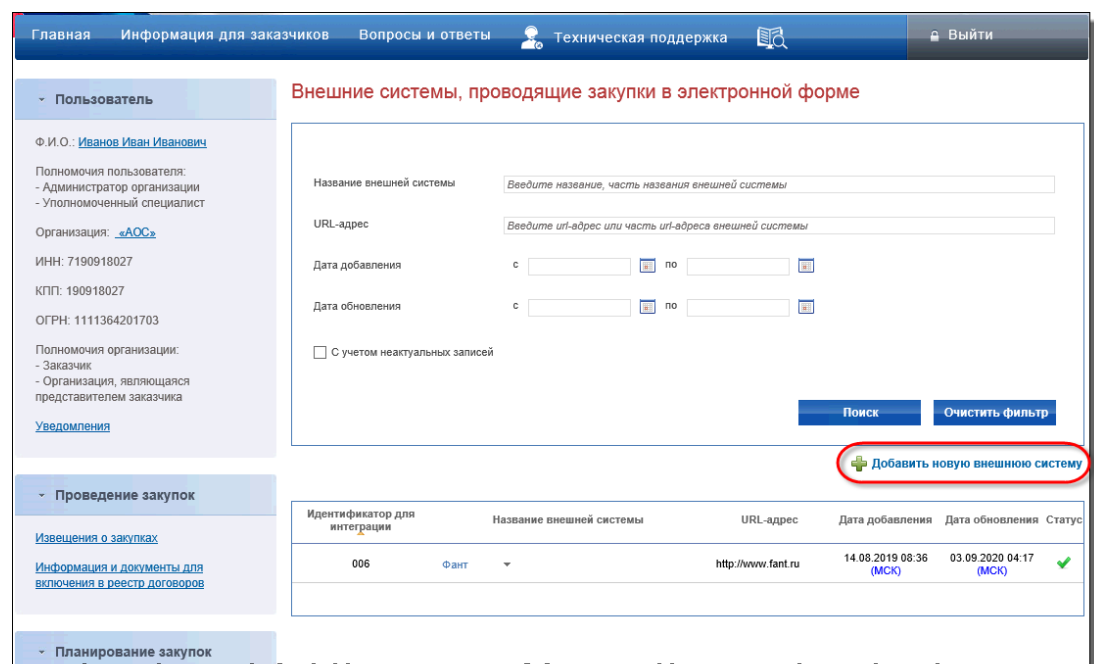 Главная Информация для заказчиков Вопросы и ответы Техническая поддержка Выйти
Пользователь
Ф.И.О.: Иванов Иван Иванович
Полномочия пользователя:
- Администратор организации
- Уполномоченный специалист
Организация: «АОС»
ИНН: 7190918027
КПП: 190918027
ОГРН: 1111364201703
Полномочия организации:
- Заказчик
- Организация, являющаяся
представителем заказчика
Уведомления
Проведение закупок
Извещения о закупках
Информация и документы для
включения в реестр договоров
Планирование закупок
Внешние системы, проводящие закупки в электронной форме
Название внешней системы Введите название, часть названия внешней системы
URL-адрес Введите url-адрес или часть url-адреса внешней системы
Дата добавления с по
Дата обновления с по
С учетом неактуальных записей
Поиск Очистить фильтр
Добавить новую внешнюю систему
Идентификатор для
интеграции Название внешней системы URL-адрес Дата добавления Дата обновления Статус
006 Фант http://www.fant.ru 14.08.2019 08:36 03.09.2020 04:17
(МСК) (МСК)